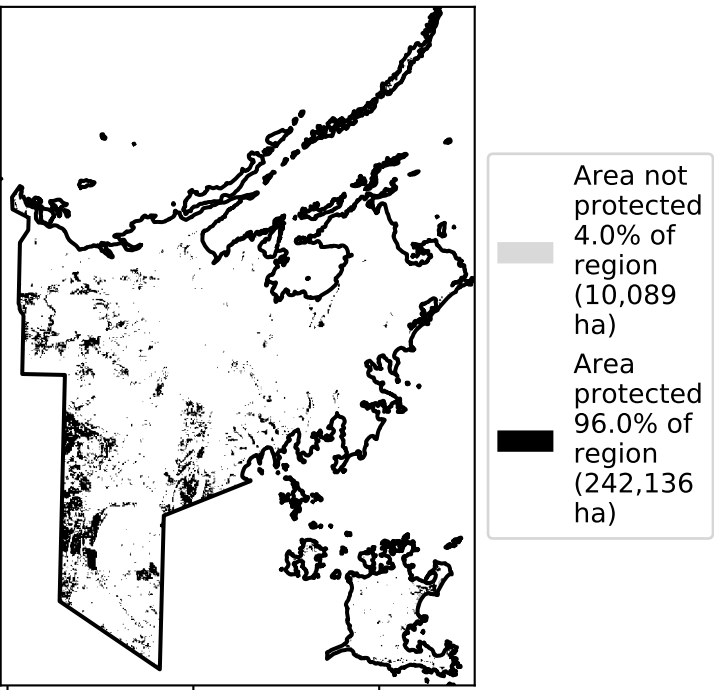 Area not
protected
4.0% of
region
(10,089
ha)
Area
protected
96.0% of
region
(242,136
ha)